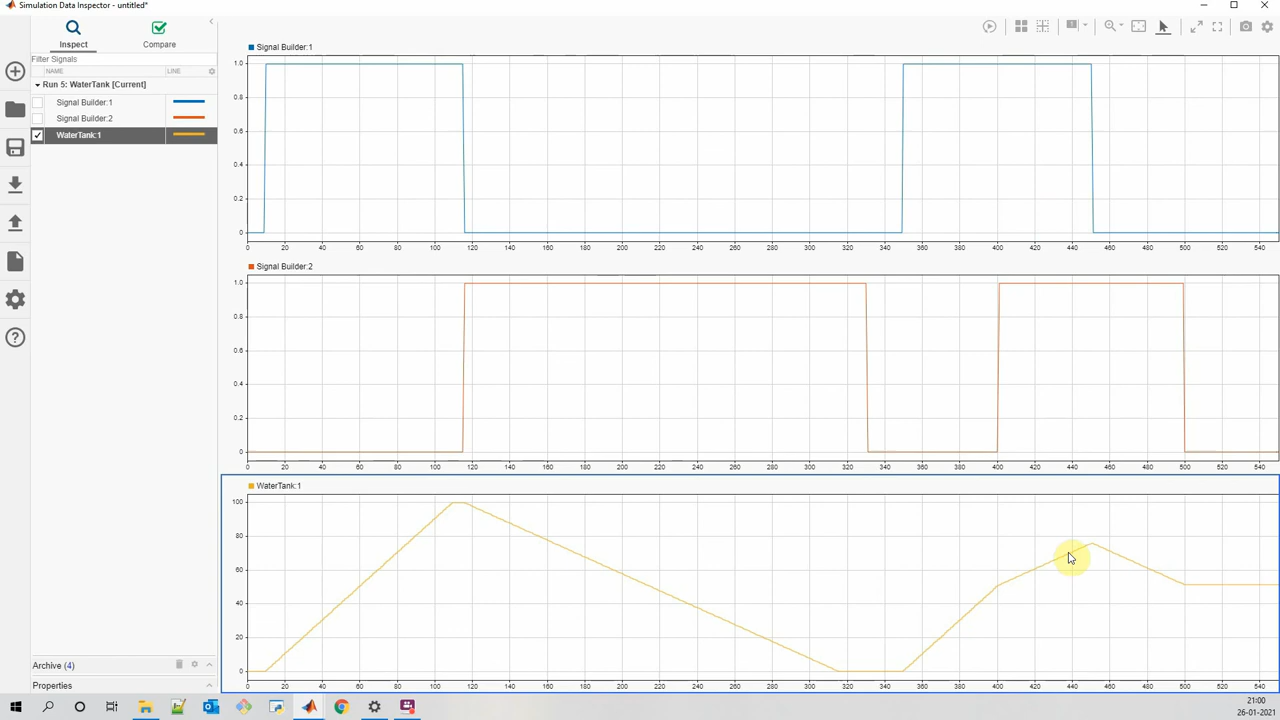 Simulation Data Inspector - untitled*
Inspect
Compare
Filter Signals
NAME
LINE
Run 5: WaterTank [Current]
Signal Builder:1
Signal Builder:2
WaterTank:1
Archive (4)
Properties
Signal Builder:1
1.0
0.8
0.6
0.4
0.2
0
0 20 40 60 80 100 120 140 160 180 200 220 240 260 280 300 320 340 360 380 400 420 440 460 480 500 520 540
Signal Builder:2
1.0
0.8
0.6
0.4
0.2
0
0 20 40 60 80 100 120 140 160 180 200 220 240 260 280 300 320 340 360 380 400 420 440 460 480 500 520 540
WaterTank:1
100
80
60
40
20
0
0 20 40 60 80 100 120 140 160 180 200 220 240 260 280 300 320 340 360 380 400 420 440 460 480 500 520 540
21:00
26-01-2021